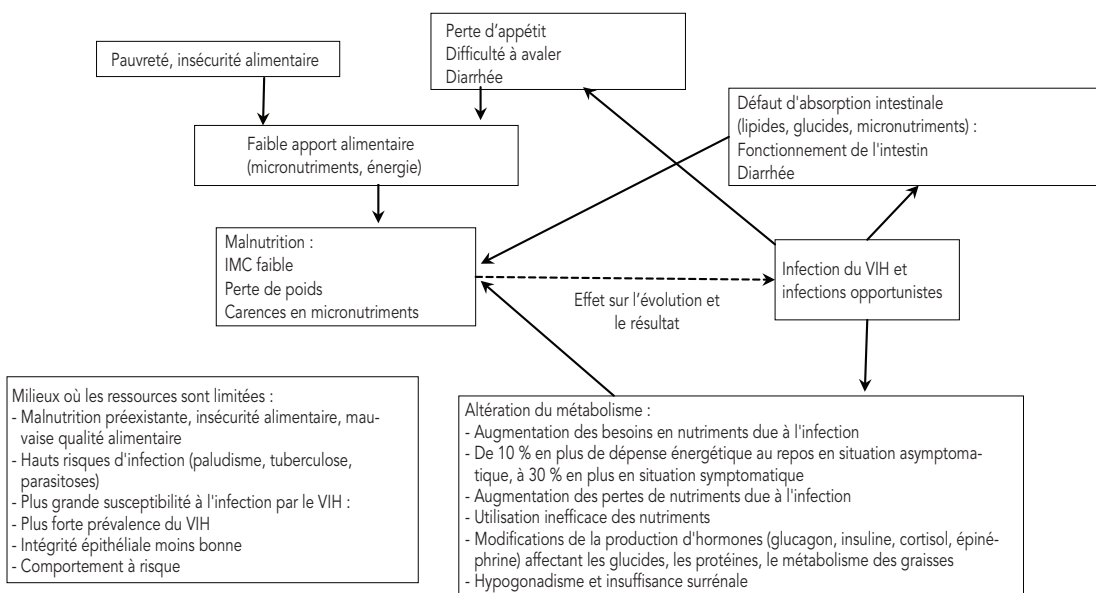 Pauvreté, insécurité alimentaire
Perte d’appétit
Difficulté à avaler
Diarrhée
Défaut d'absorption intestinale
(lipides, glucides, micronutriments) :
Fonctionnement de l'intestin
Diarrhée
Faible apport alimentaire
(micronutriments, énergie)
Malnutrition :
IMC faible
Perte de poids
Carences en micronutriments
Effet sur l’évolution et
le résultat
Infection du VIH et
infections opportunistes
Milieu où les ressources sont limitées :
- Malnutrition préexistante, insécurité alimentaire, mau-
vaise qualité alimentaire
- Hauts risques d'infection (paludisme, tuberculose,
parasitoses)
- Plus grande susceptibilité à l'infection par le VIH :
- Plus forte prévalence du VIH
- Intégrité épithéliale moins bonne
- Comportement à risque
Altération du métabolisme :
- Augmentation des besoins en nutriments due à l'infection
- De 10 % en plus de dépense énergétique au repos en situation asymptoma-
tique, à 30 % en plus en situation symptomatique
- Augmentation des pertes de nutriments due à l'infection
- Utilisation inefficace des nutriments
- Modifications de la production d'hormones (glucagon, insuline, cortisol, épiné-
phrine) affectant les glucides, les protéines, le métabolisme des graisses
- Hypogonadisme et insuffisance surrénale